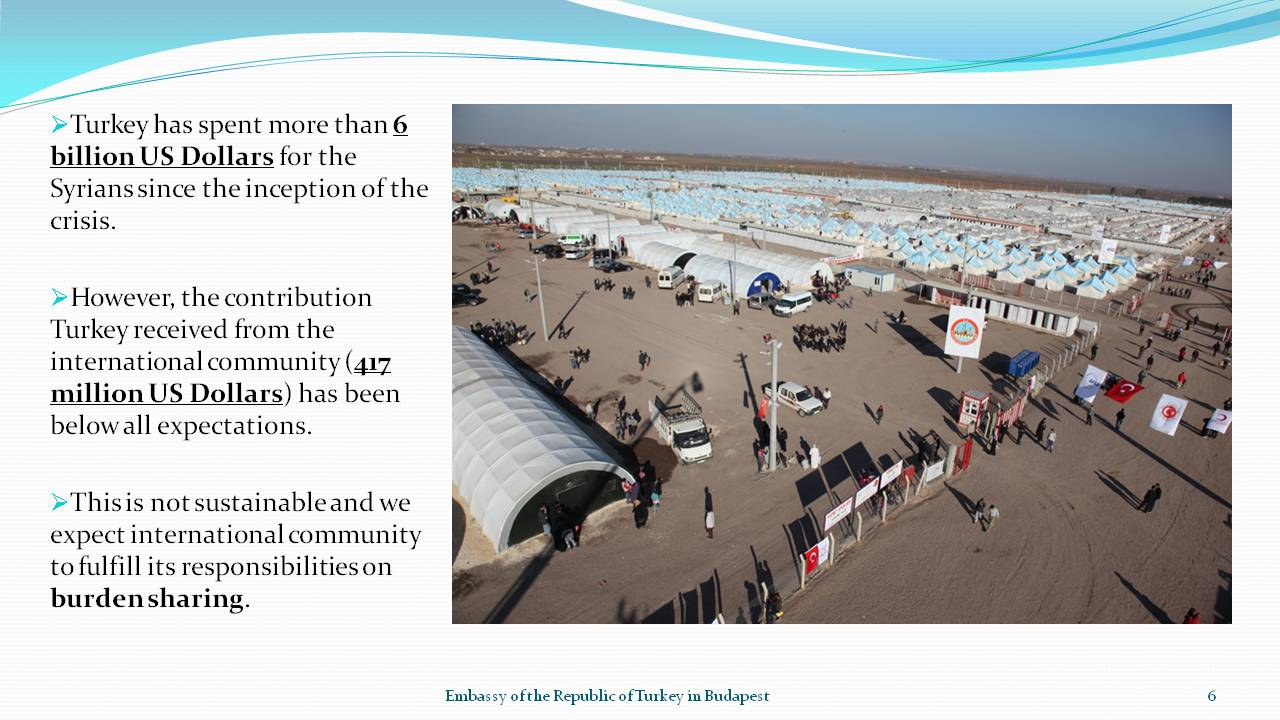 ➢Turkey has spent more than 6
billion US Dollars for the
Syrians since the inception of the
crisis.
➢However, the contribution
Turkey received from the
international community (417
million US Dollars) has been
below all expectations.
➢This is not sustainable and we
expect international community
to fulfill its responsibilities on
burden sharing.
Embassy of the Republic of Turkey in Budapest
6